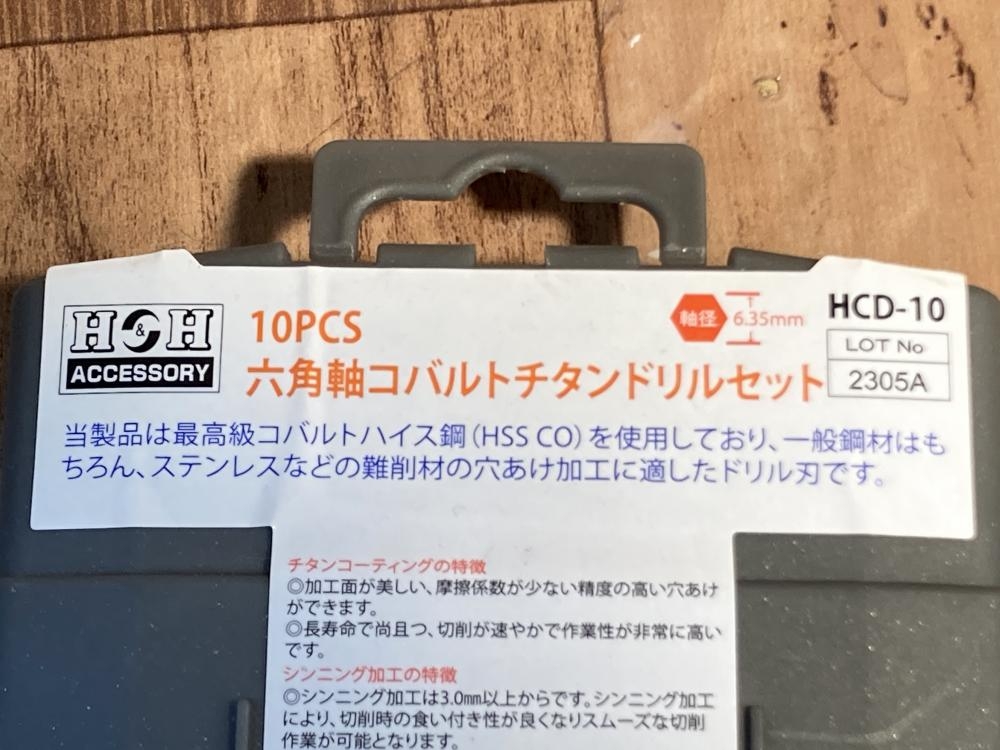 H&H
ACCESSORY
10PCS
六角軸コバルトチタンドリルセット
軸径
6.35mm
HCD-10
LOT No
2305A
当製品は最高級コバルトハイス鋼(HSS CO)を使用しており、一般鋼材はも
ちろん、ステンレスなどの難削材の穴あけ加工に適したドリル刃です。
チタンコーティングの特徴
◎加工面が美しい、摩擦係数が少ない精度の高い穴あけ
ができます。
◎長寿命で尚且つ、切削が速やかで作業性が非常に高い
です。
シンニング加工の特徴
◎シンニング加工は3.0mm以上からです。シンニング加工
により、切削時の食い付き性が良くなりスムーズな切削
作業が可能となります。